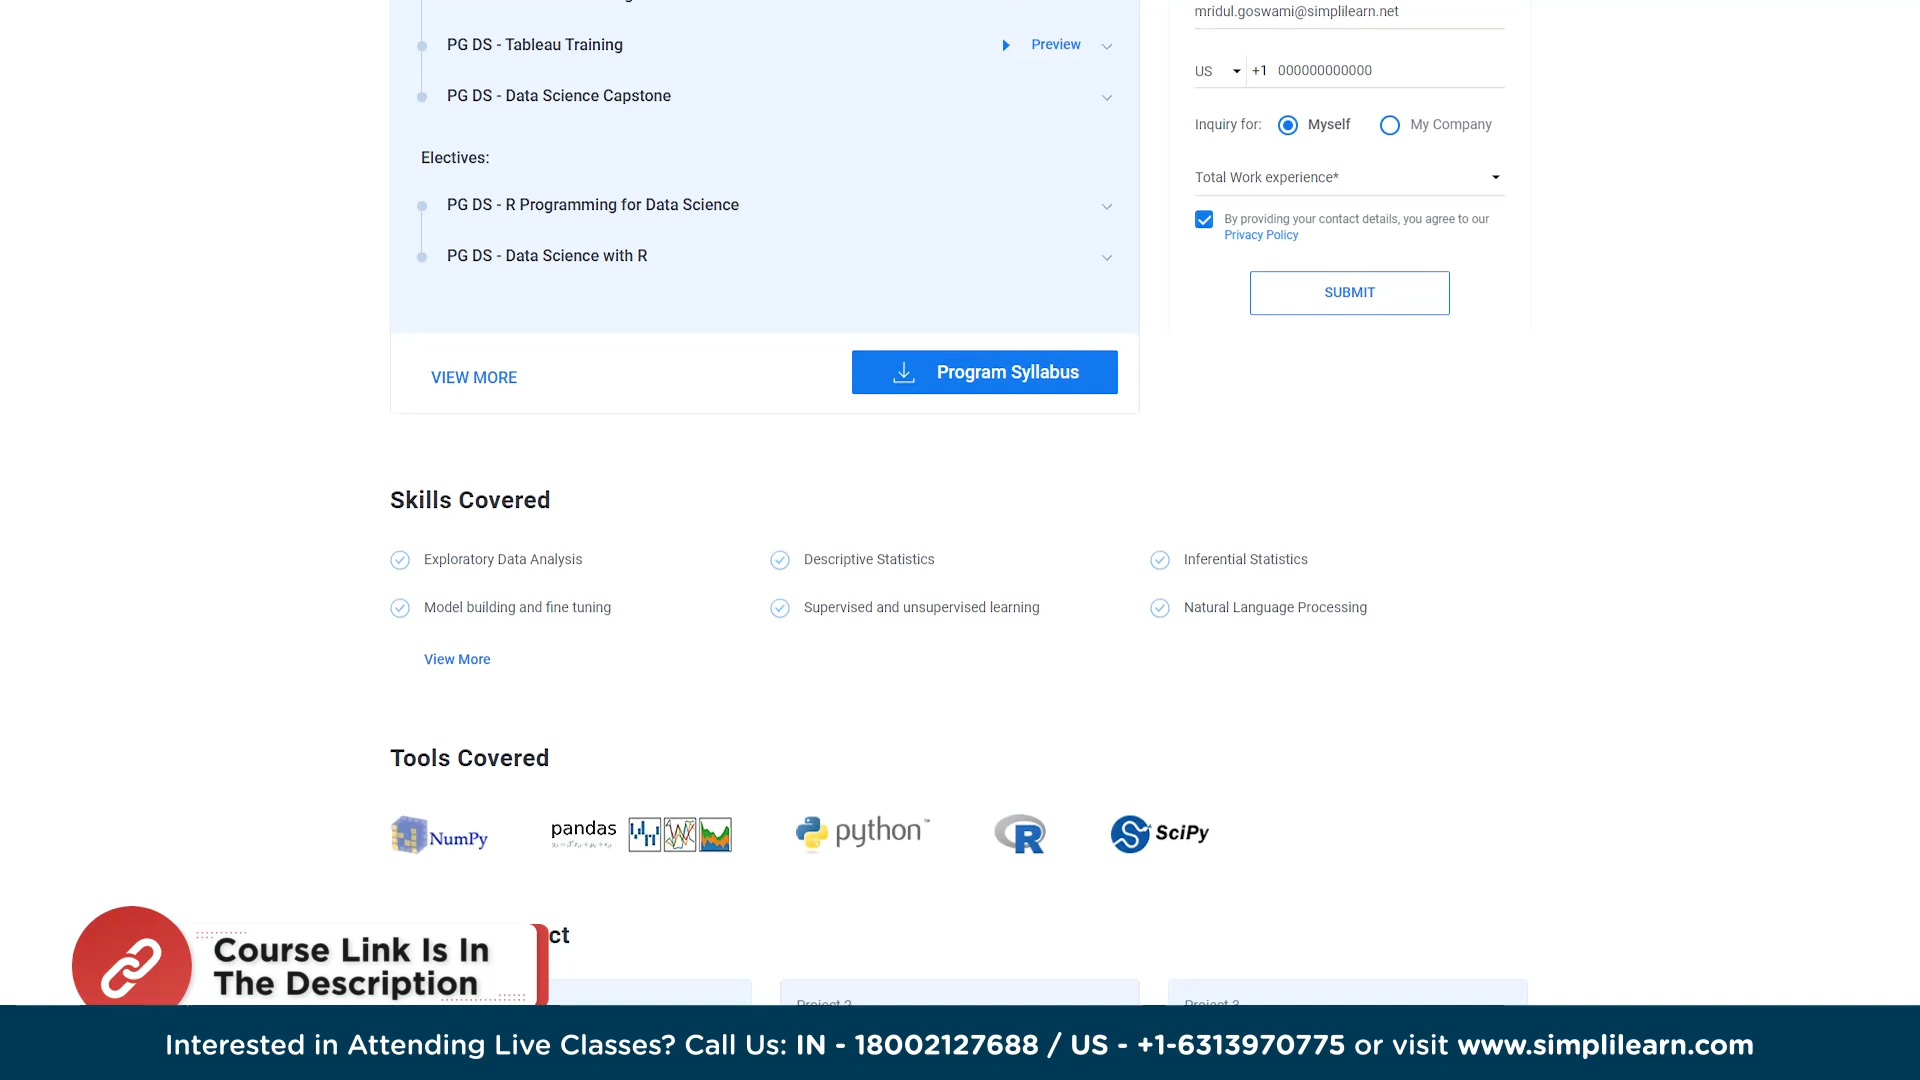 mridul.goswami@simplilearn.net
PG DS - Tableau Training
Preview
US
+1 000000000000
PG DS - Data Science Capstone
Inquiry for:
Myself
My Company
Electives:
Total Work experience*
PG DS - R Programming for Data Science
By providing your contact details, you agree to our
Privacy Policy
PG DS - Data Science with R
SUBMIT
VIEW MORE
Program Syllabus
Skills Covered
Exploratory Data Analysis
Descriptive Statistics
Inferential Statistics
Model building and fine tuning
Supervised and unsupervised learning
Natural Language Processing
View More
Tools Covered
NumPy
pandas
python™
R
SciPy
ct
Course Link Is In
The Description
Project 2
Project 3
Interested in Attending Live Classes? Call Us: IN - 18002127688 / US - +1-6313970775 or visit www.simplilearn.com